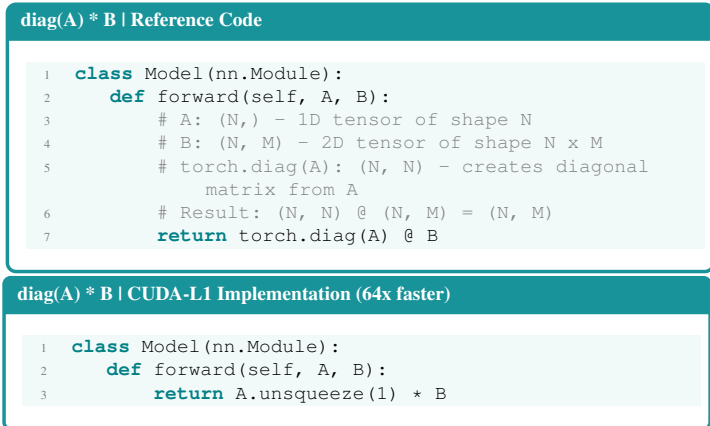 diag(A) * B | Reference Code
1 class Model(nn.Module):
2 def forward(self, A, B):
3 # A: (N,) - 1D tensor of shape N
4 # B: (N, M) - 2D tensor of shape N x M
5 # torch.diag(A): (N, N) - creates diagonal
matrix from A
6 # Result: (N, N) @ (N, M) = (N, M)
7 return torch.diag(A) @ B
diag(A) * B | CUDA-L1 Implementation (64x faster)
1 class Model(nn.Module):
2 def forward(self, A, B):
3 return A.unsqueeze(1) * B